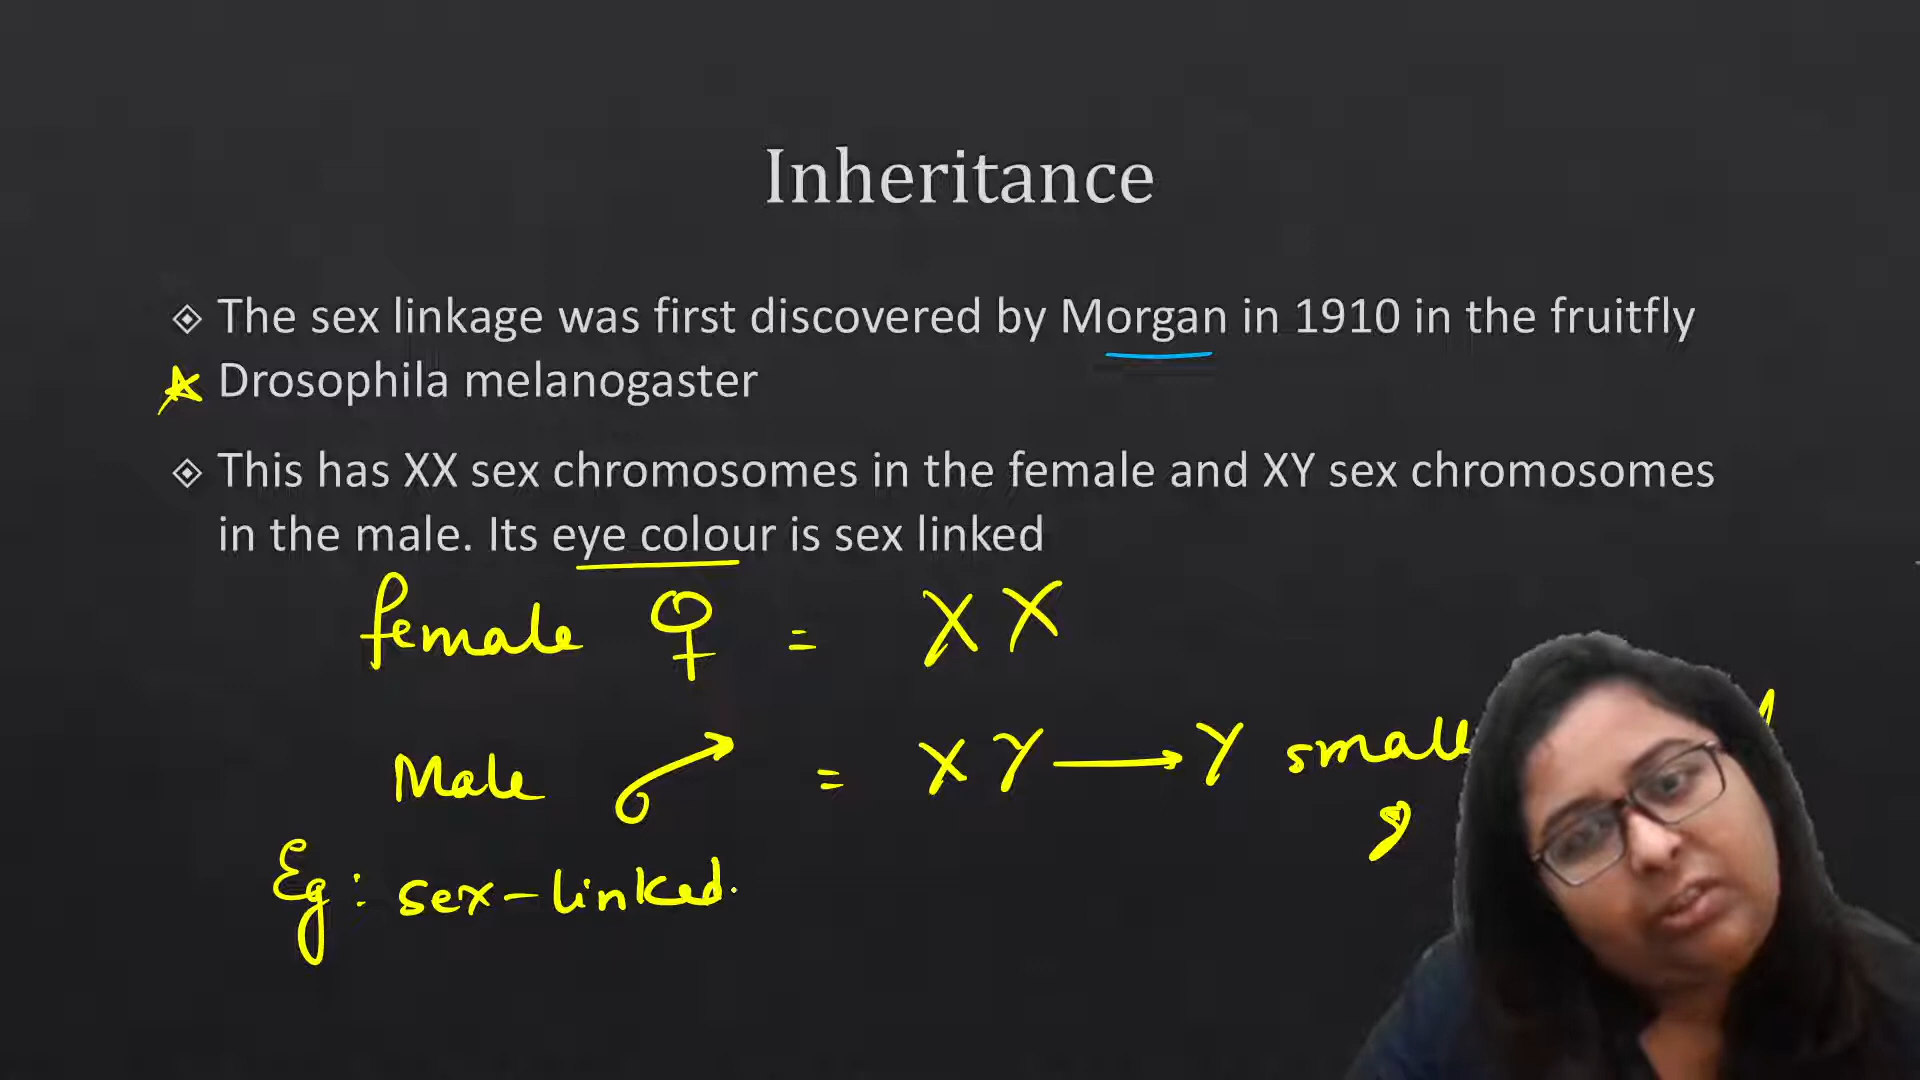 Inheritance
The sex linkage was first discovered by Morgan in 1910 in the fruitfly
Drosophila melanogaster
This has XX sex chromosomes in the female and XY sex chromosomes
in the male. Its eye colour is sex linked
female ♀ = XX
Male = XY → Y small
Eg: sex-linked.